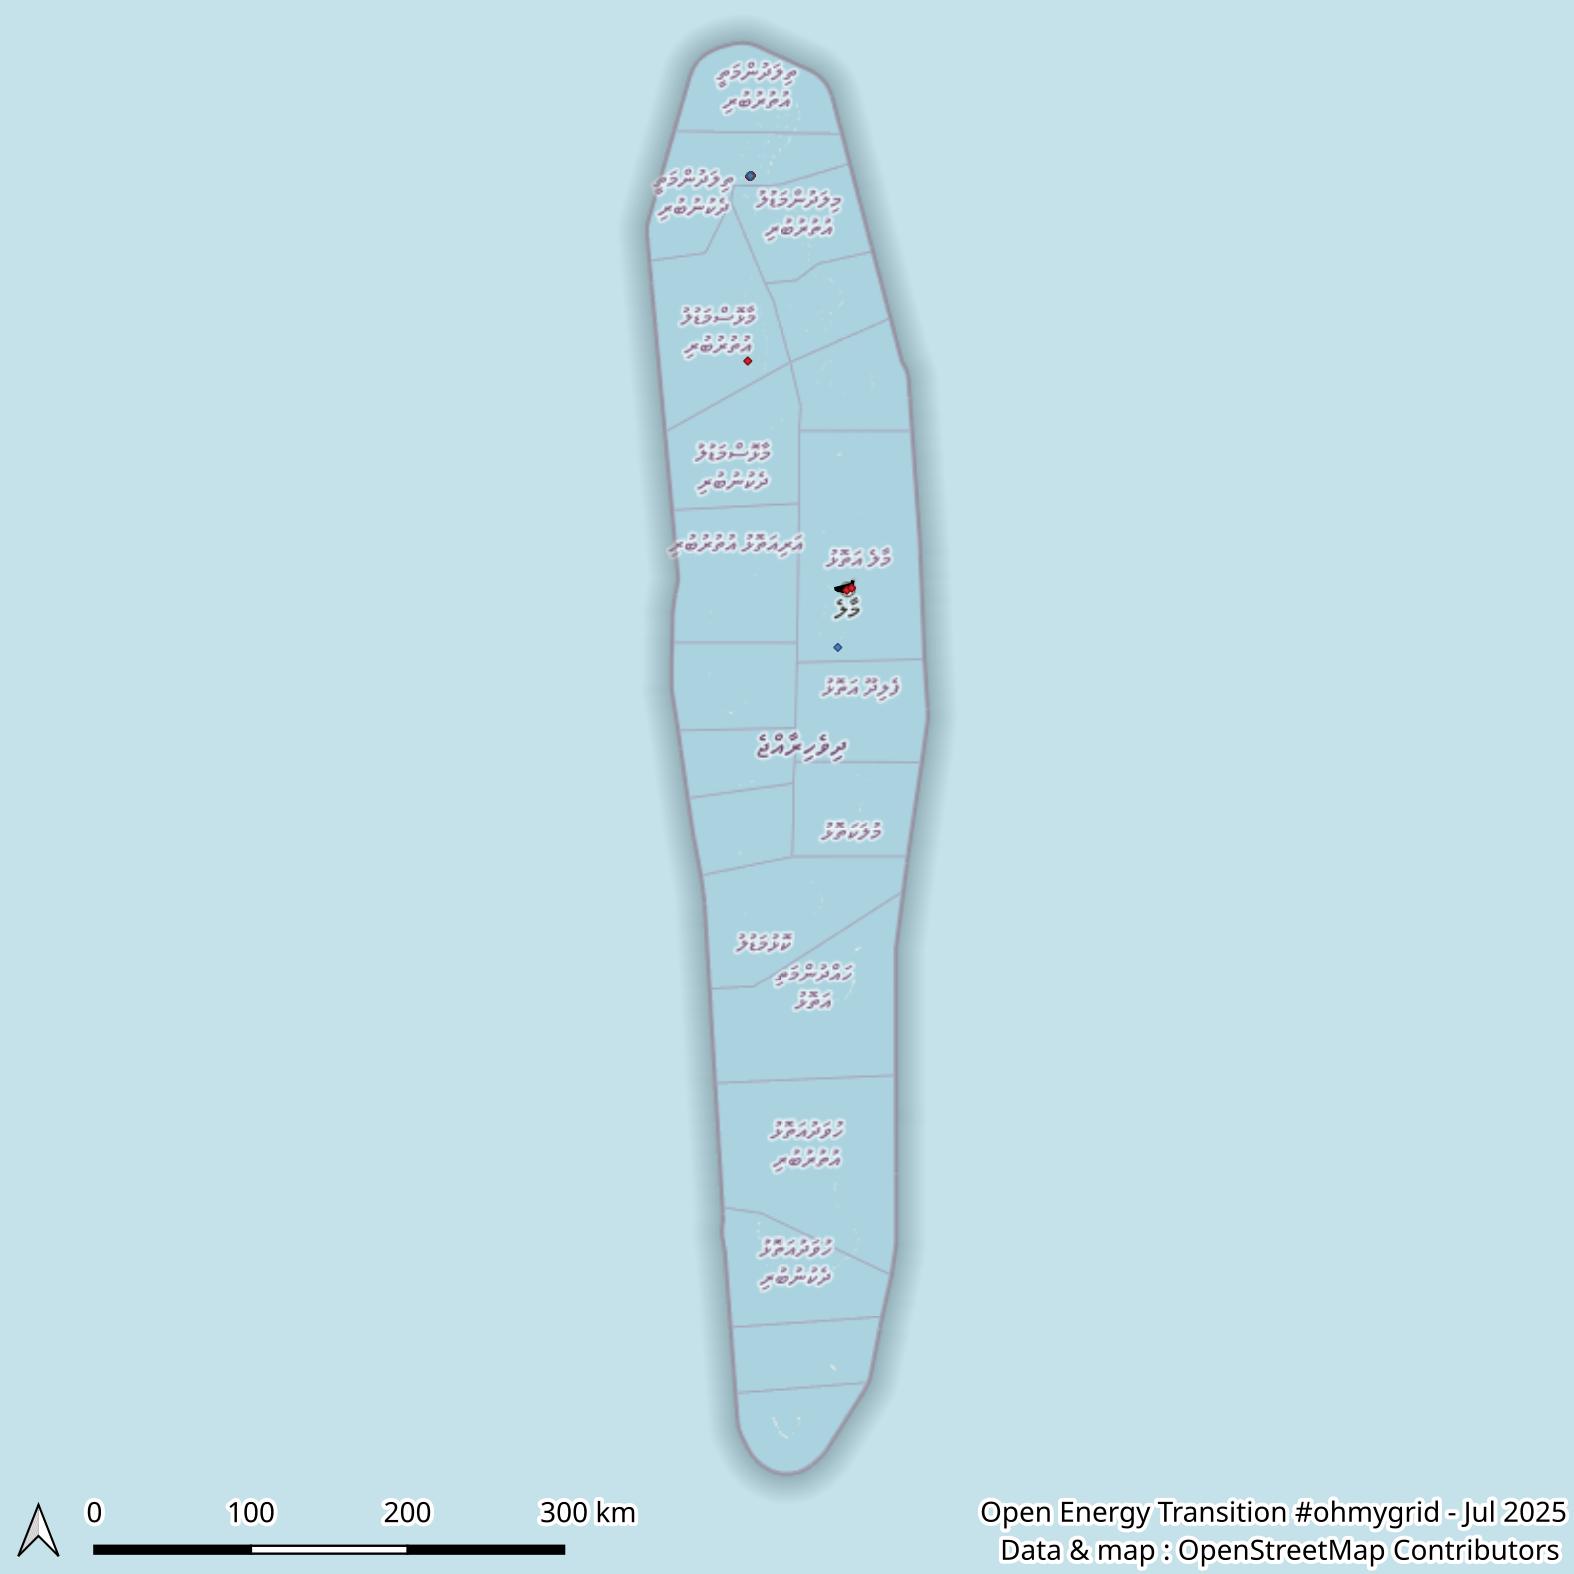 ތިލަދުންމަތީ
އުތުރުބުރި
ތިލަދުންމަތީ
ދެކުނުބުރި
މިލަދުންމަޑުލު
އުތުރުބުރި
މާޅޮސްމަޑުލު
އުތުރުބުރި
މާޅޮސްމަޑުލު
ދެކުނުބުރި
އަރިއަތޮޅު އުތުރުބުރި
މާލެ އަތޮޅު
މާލެ
ފެލިދޫ އަތޮޅު
ދިވެހިރާއްޖެ
މުލަކަތޮޅު
ކޮޅުމަޑުލު
ހައްދުންމަތި
އަތޮޅު
ހުވަދުއަތޮޅު
އުތުރުބުރި
ހުވަދުއަތޮޅު
ދެކުނުބުރި
0 100 200 300 km
Open Energy Transition #ohmygrid - Jul 2025
Data & map : OpenStreetMap Contributors